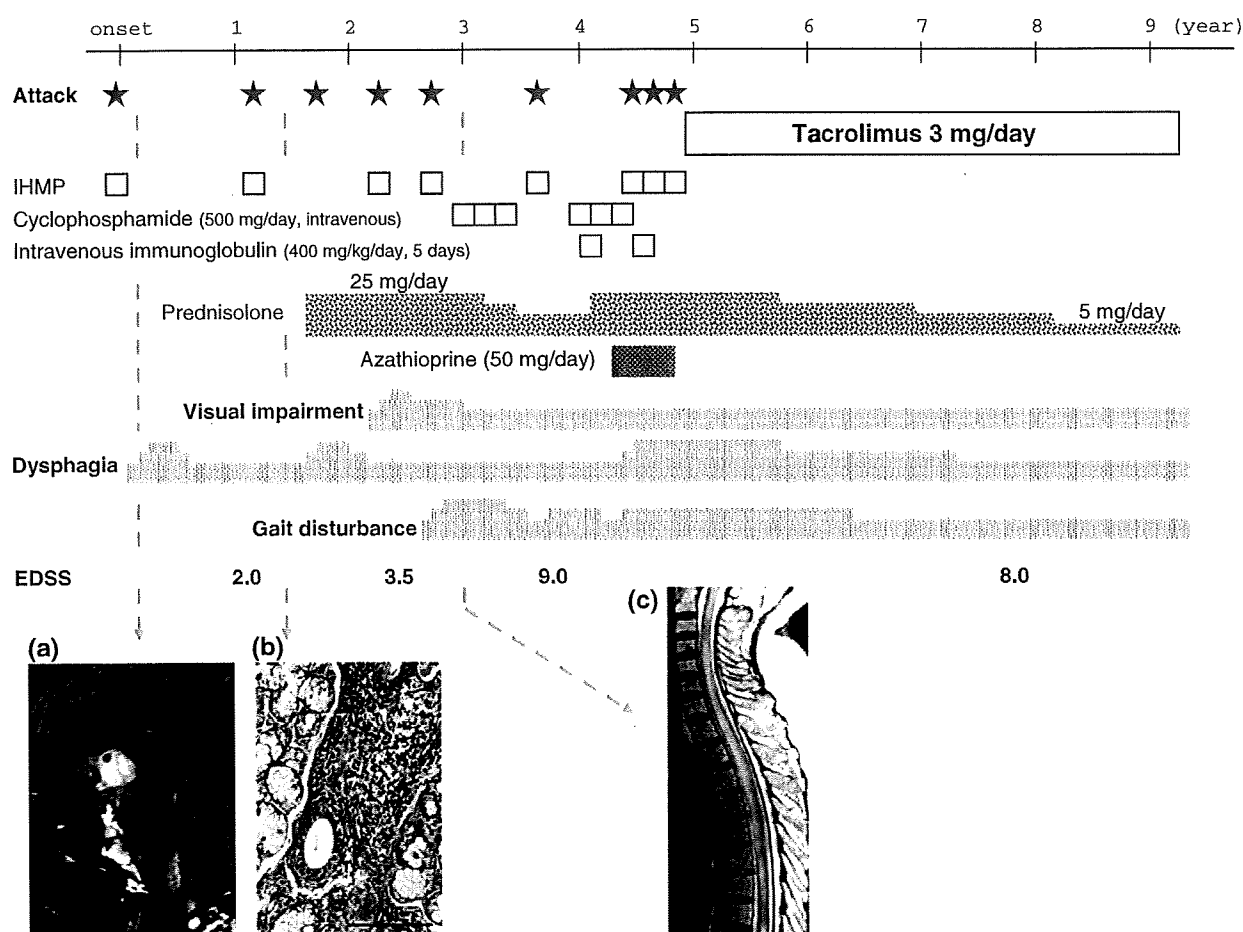 onset 1 2 3 4 5 6 7 8 9 (year)
Attack
Tacrolimus 3 mg/day
IHMP
Cyclophosphamide (500 mg/day, intravenous)
Intravenous immunoglobulin (400 mg/kg/day, 5 days)
25 mg/day
Prednisolone
5 mg/day
Azathioprine (50 mg/day)
Visual impairment
Dysphagia
Gait disturbance
EDSS 2.0 3.5 9.0 8.0
(a) (b) (c)